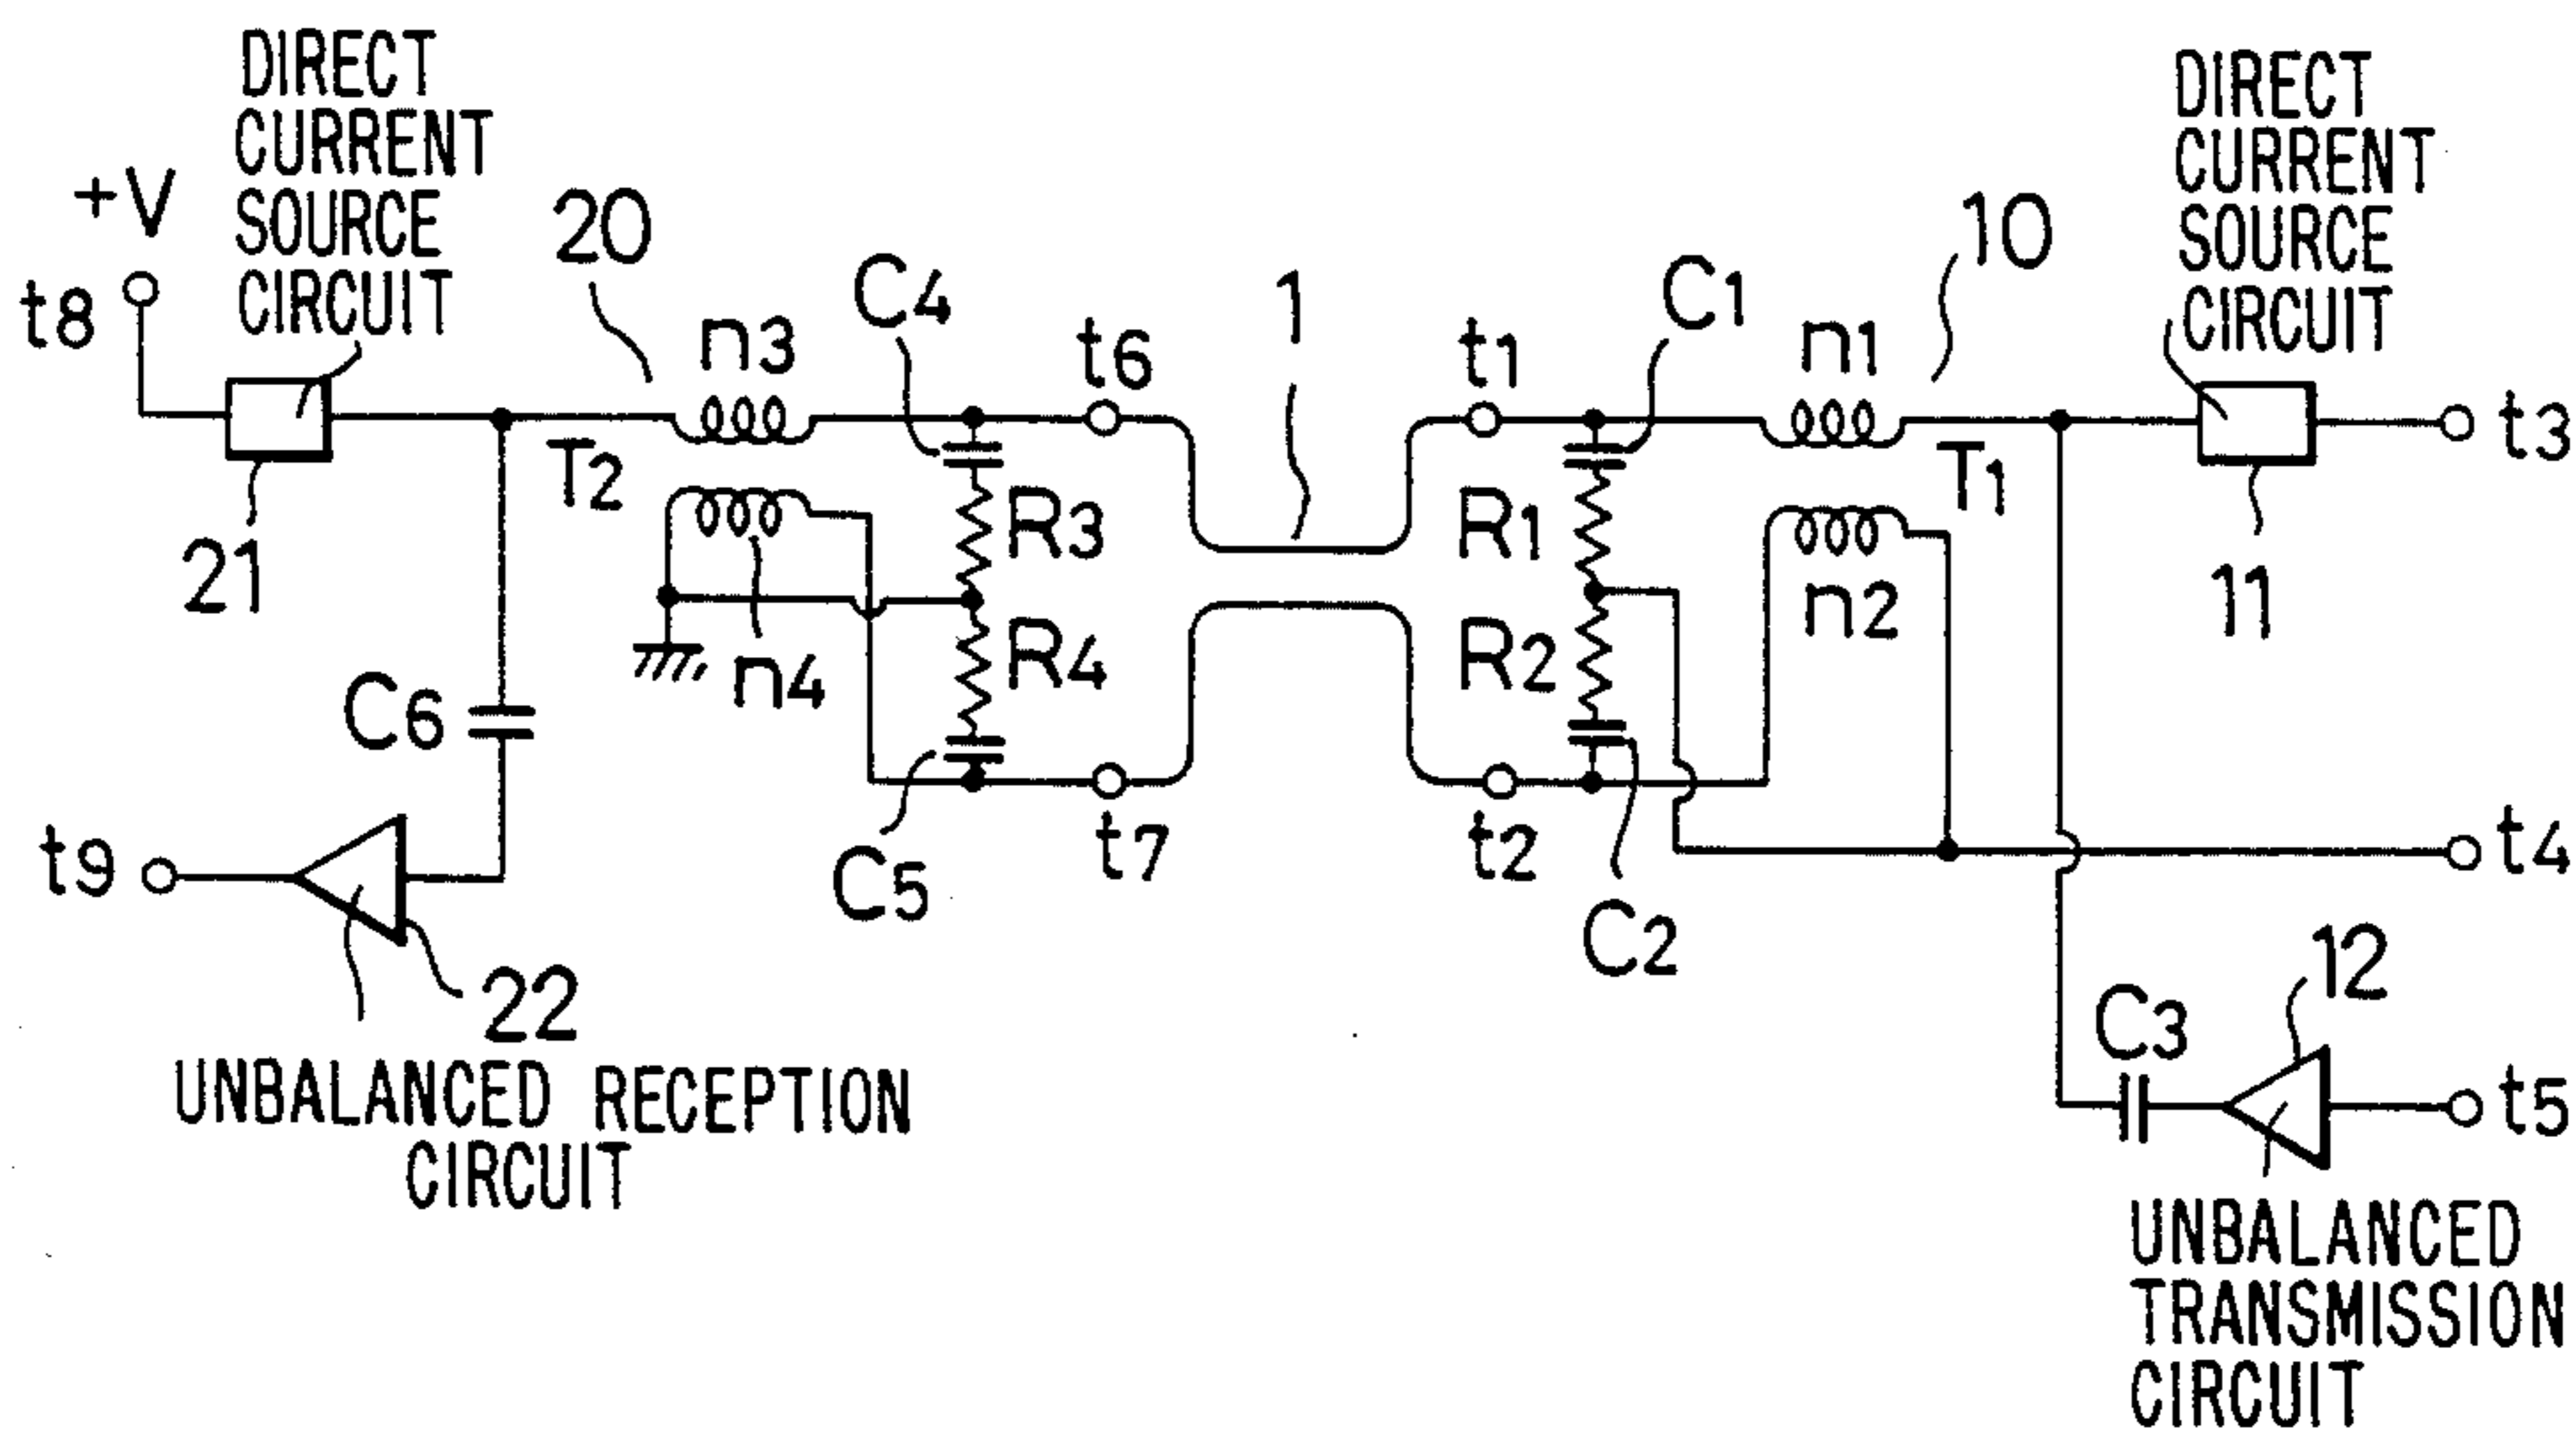 DIRECT
CURRENT
SOURCE
CIRCUIT
+V
t8
21
20
T2
n3
n4
C4
R3
R4
C5
C6
t6
t7
1
t1
t2
C1
R1
R2
C2
n1
n2
10
T1
DIRECT
CURRENT
SOURCE
CIRCUIT
11
t3
t4
t9
22
UNBALANCED RECEPTION
CIRCUIT
C3
12
t5
UNBALANCED
TRANSMISSION
CIRCUIT